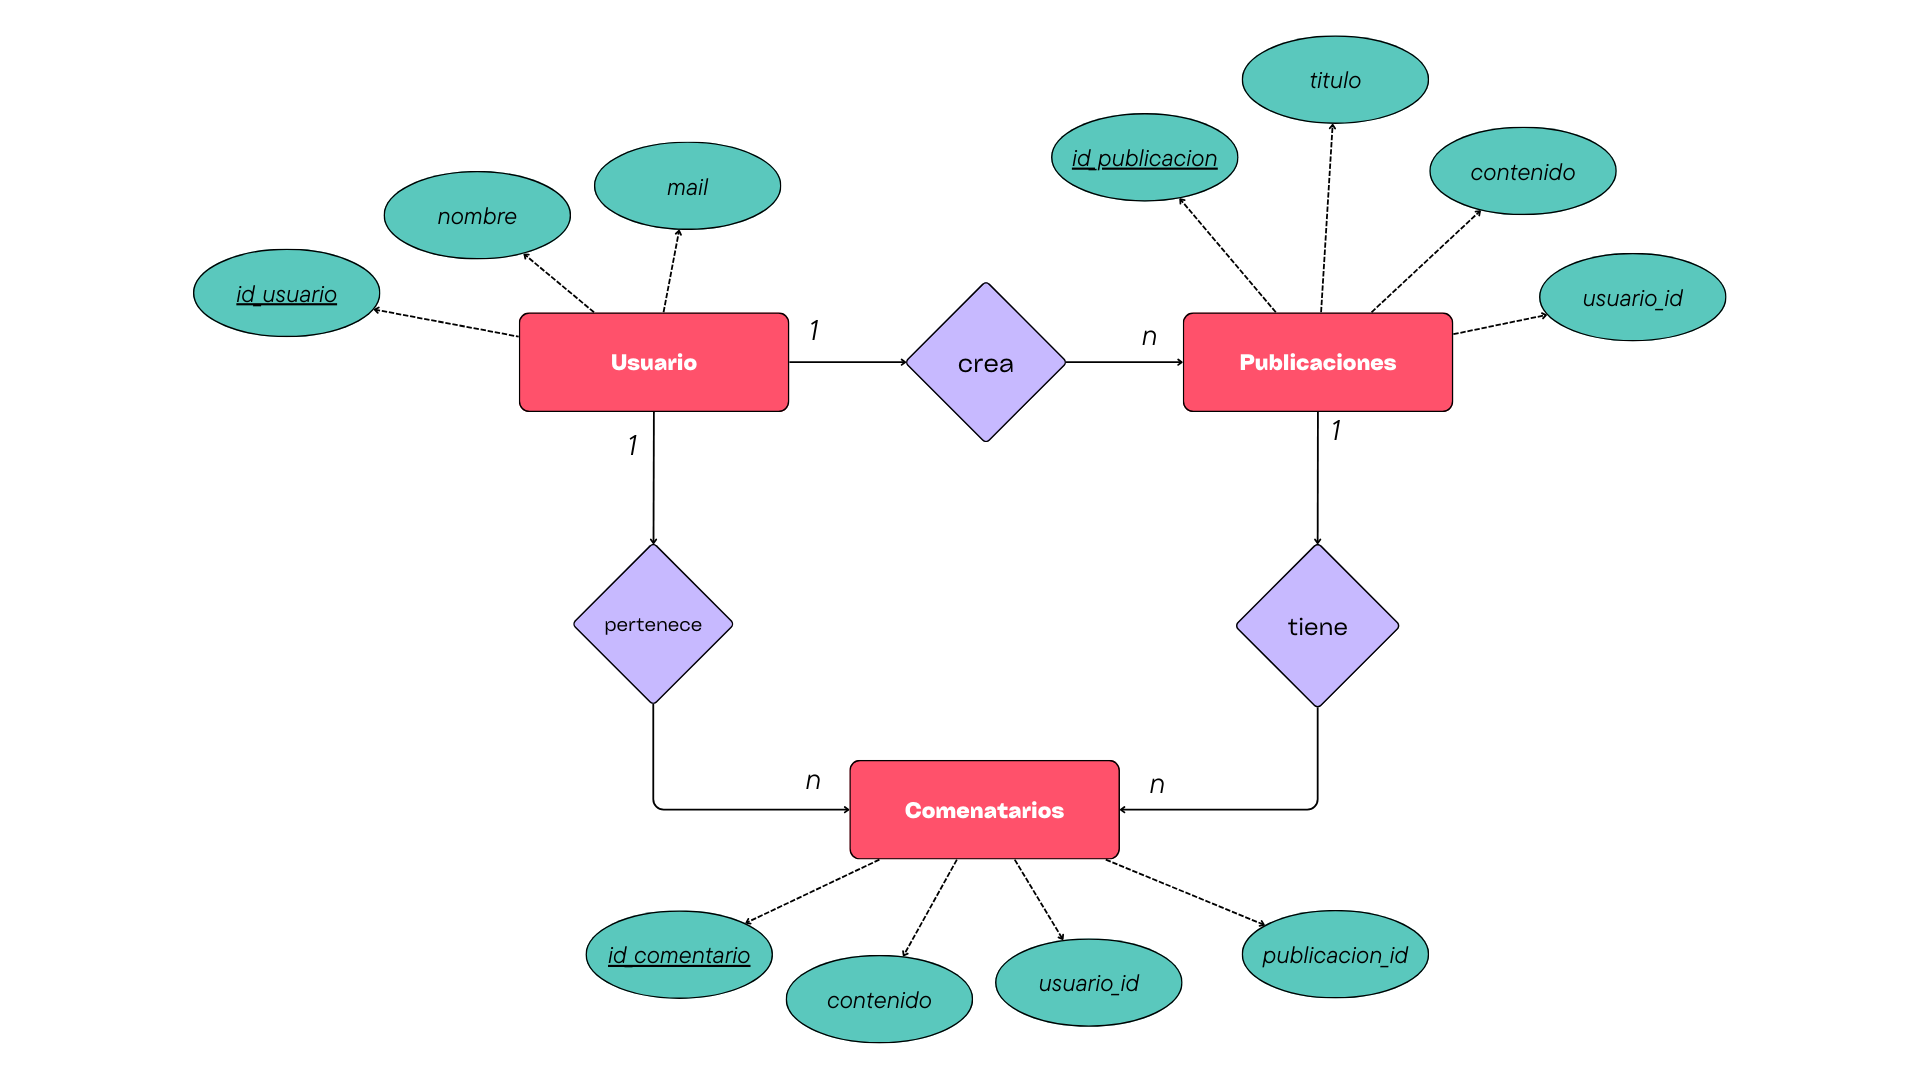 titulo
id_publicacion
contenido
mail
nombre
id_usuario
usuario_id
Usuario
1
crea
n
Publicaciones
1
1
pertenece
tiene
n
n
Comenatarios
id_comentario
contenido
usuario_id
publicacion_id